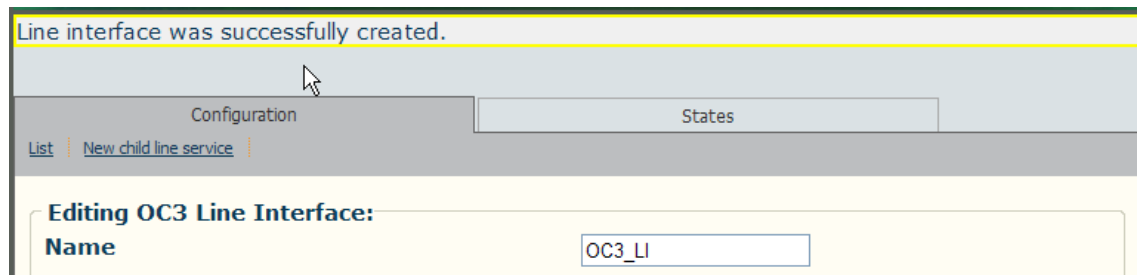 Line interface was successfully created.
Configuration States
List New child line service
Editing OC3 Line Interface:
Name OC3_LI